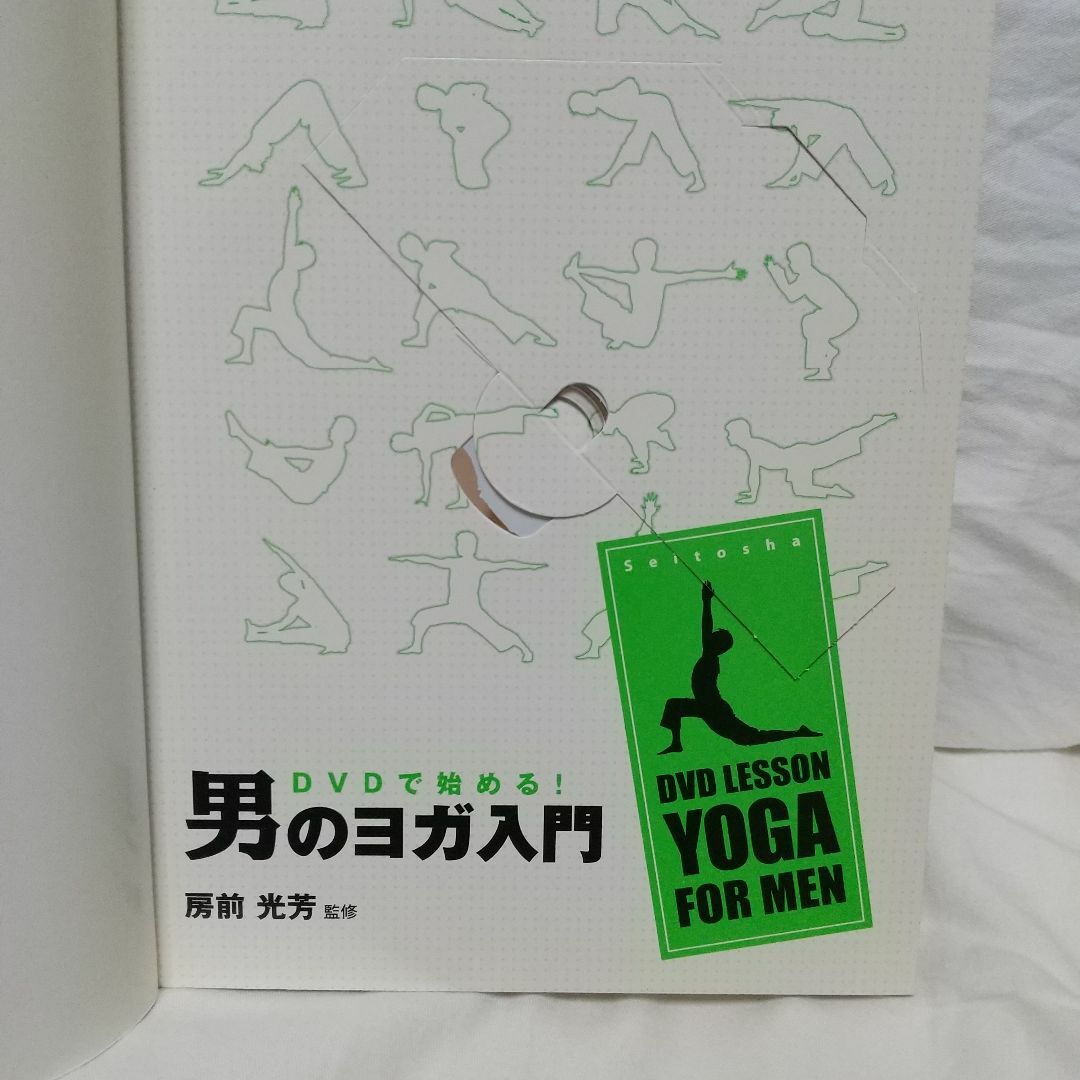 Seitosha
DVD LESSON
YOGA
FOR MEN
DVDで始める!
男のヨガ入門
房前 光芳 監修